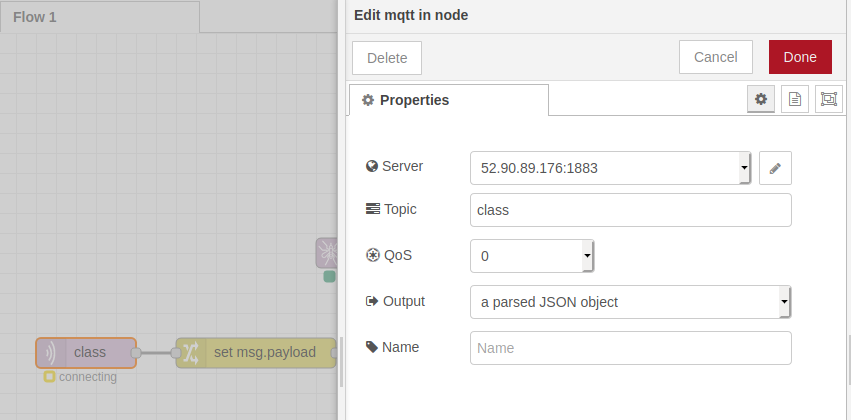 Flow 1
Edit mqtt in node
Delete
Cancel
Done
Properties
Server
52.90.89.176:1883
Topic
class
QoS
0
Output
a parsed JSON object
Name
Name
class
set msg.payload
connecting